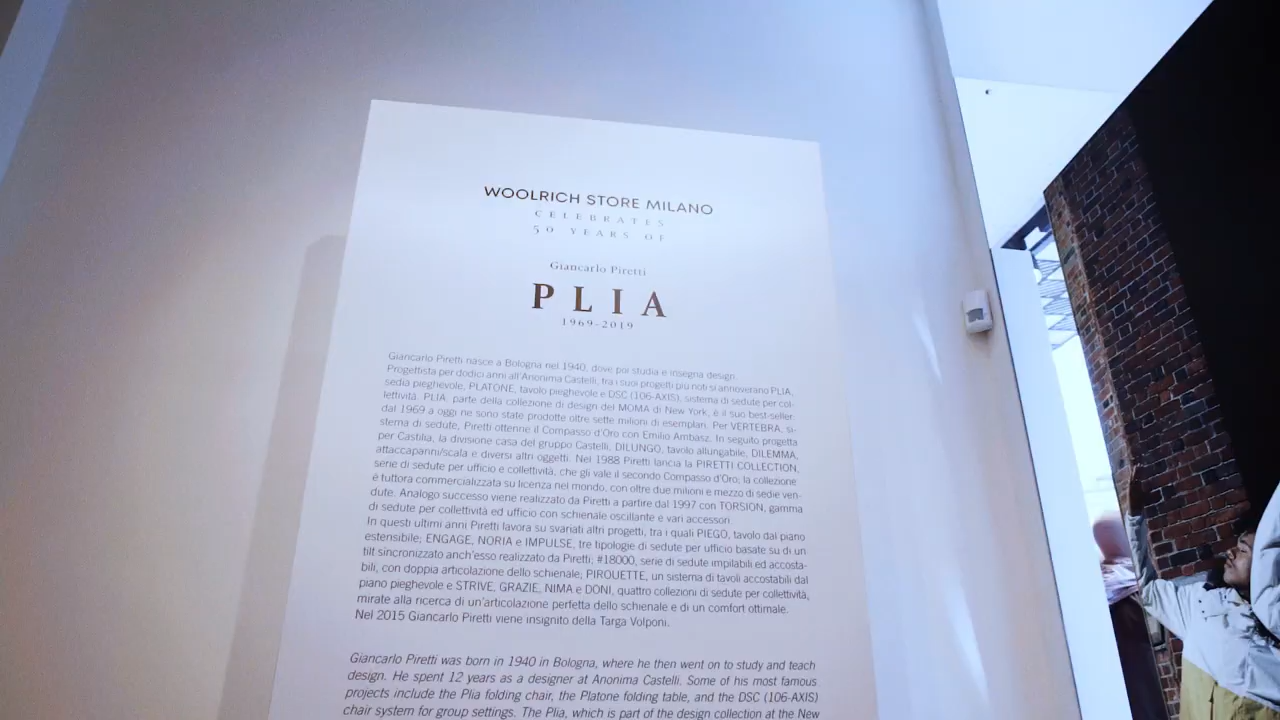 WOOLRICH STORE MILANO
CELEBRATES
50 YEARS OF
Giancarlo Piretti
PLIA
1969-2019
Giancarlo Piretti nasce a Bologna nel 1940, dove poi studia e insegna design.
Progettista per dodici anni all'Anonima Castelli, tra i suoi progetti più noti si annoverano PLIA,
sedia pieghevole, PLATONE, tavolo pieghevole e DSC (106-AXIS), sistema di sedute per col-
lettività. PLIA, parte della collezione di design del MOMA di New York, è il suo best-seller:
dal 1969 a oggi ne sono state prodotte oltre sette milioni di esemplari. Per VERTEBRA, si-
stema di sedute, Piretti ottenne il Compasso d'Oro con Emilio Ambasz. In seguito progetta
per Castilia, la divisione casa del gruppo Castelli, DILUNGO, tavolo allungabile, DILEMMA,
attaccapanni/scala e diversi altri oggetti. Nel 1988 Piretti lancia la PIRETTI COLLECTION,
serie di sedute per ufficio e collettività, che gli vale il secondo Compasso d'Oro; la collezione
è tuttora commercializzata su licenza nel mondo, con oltre due milioni e mezzo di sedie ven-
dute. Analogo successo viene realizzato da Piretti a partire dal 1997 con TORSION, gamma
di sedute per collettività ed ufficio con schienale oscillante e vari accessori.
In questi ultimi anni Piretti lavora su svariati altri progetti, tra i quali PIEGO, tavolo dal piano
estensibile; ENGAGE, NORIA e IMPULSE, tre tipologie di sedute per ufficio basate su di un
tilt sincronizzato anch'esso realizzato da Piretti; #18000, serie di sedute impilabili ed accosta-
bili, con doppia articolazione dello schienale; PIROUETTE, un sistema di tavoli accostabili dal
piano pieghevole e STRIVE, GRAZIE, NIMA e DONI, quattro collezioni di sedute per collettività,
mirate alla ricerca di un'articolazione perfetta dello schienale e di un comfort ottimale.
Nel 2015 Giancarlo Piretti viene insignito della Targa Volponi.
Giancarlo Piretti was born in 1940 in Bologna, where he then went on to study and teach
design. He spent 12 years as a designer at Anonima Castelli. Some of his most famous
projects include the Plia folding chair, the Platone folding table, and the DSC (106-AXIS)
chair system for group settings. The Plia, which is part of the design collection at the New